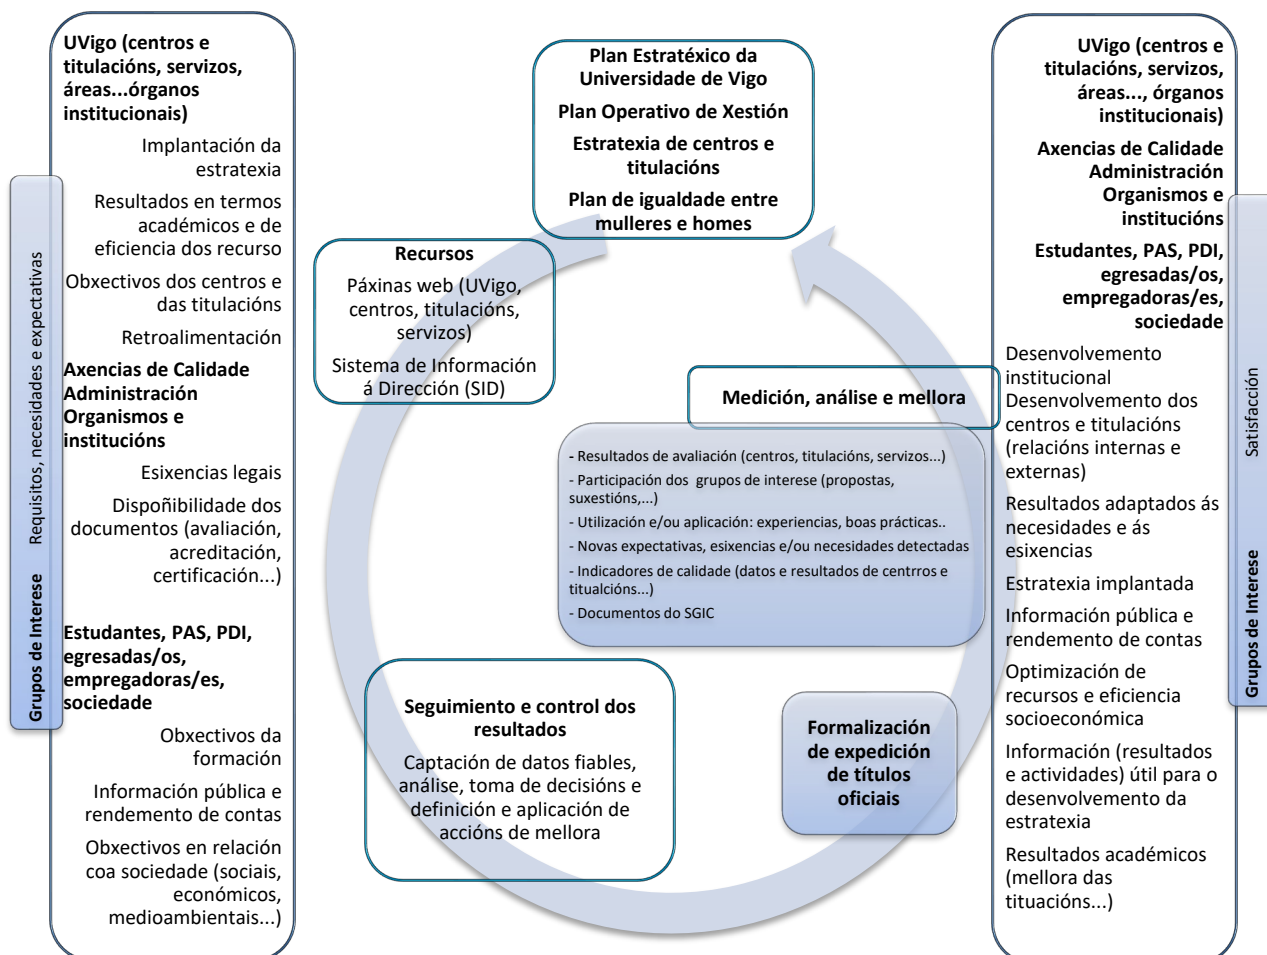 UVigo (centros e
titulacións, servizos,
áreas...órganos
institucionais)
Implantación da
estratexia
Resultados en termos
académicos e de
eficiencia dos recurso
Obxectivos dos centros e
das titulacións
Retroalimentación
Axencias de Calidade
Administración
Organismos e
institucións
Esixencias legais
Dispoñibilidade dos
documentos (avaliación,
acreditación,
certificación...)
Estudantes, PAS, PDI,
egresadas/os,
empregadoras/es,
sociedade
Obxectivos da
formación
Información pública e
rendemento de contas
Obxectivos en relación
coa sociedade (sociais,
económicos,
medioambientais...)
Grupos de Interese Requisitos, necesidades e expectativas
Plan Estratéxico da
Universidade de Vigo
Plan Operativo de Xestión
Estratexia de centros e
titulacións
Plan de igualdade entre
mulleres e homes
Recursos
Páxinas web (UVigo,
centros, titulacións,
servizos)
Sistema de Información
á Dirección (SID)
Medición, análise e mellora
- Resultados de avaliación (centros, titulacións, servizos...)
- Participación dos grupos de interese (propostas,
suxestións,...)
- Utilización e/ou aplicación: experiencias, boas prácticas..
- Novas expectativas, esixencias e/ou necesidades detectadas
- Indicadores de calidade (datos e resultados de centrros e
titualcións...)
- Documentos do SGIC
Seguimiento e control dos
resultados
Captación de datos fiables,
análise, toma de decisións e
definición e aplicación de
accións de mellora
Formalización
de expedición
de títulos
oficiais
UVigo (centros e
titulacións, servizos,
áreas..., órganos
institucionais)
Axencias de Calidade
Administración
Organismos e
institucións
Estudantes, PAS, PDI,
egresadas/os,
empregadoras/es,
sociedade
Desenvolvemento
institucional
Desenvolvemento dos
centros e titulacións
(relacións internas e
externas)
Resultados adaptados ás
necesidades e ás
esixencias
Estratexia implantada
Información pública e
rendemento de contas
Optimización de
recursos e eficiencia
socioeconómica
Información (resultados
e actividades) útil para o
desenvolvemento da
estratexia
Resultados académicos
(mellora das
tituacións...)
Grupos de Interese Satisfacción